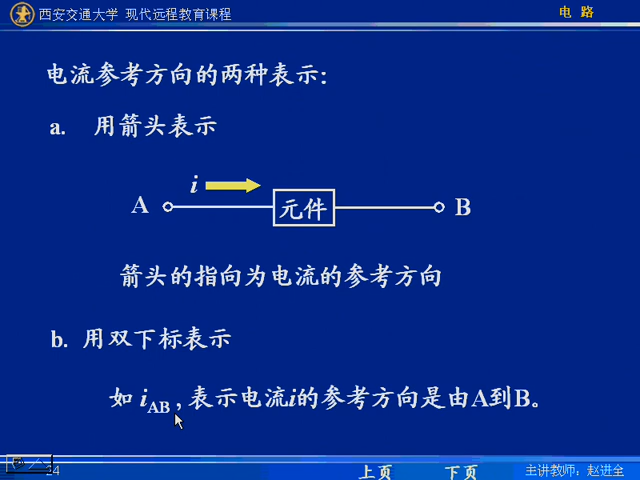 西安交通大学 现代远程教育课程
电 路
电流参考方向的两种表示:
a. 用箭头表示
i
A 元件 B
箭头的指向为电流的参考方向
b. 用双下标表示
如 iAB , 表示电流i的参考方向是由A到B。
24 上页 下页 主讲教师：赵进全